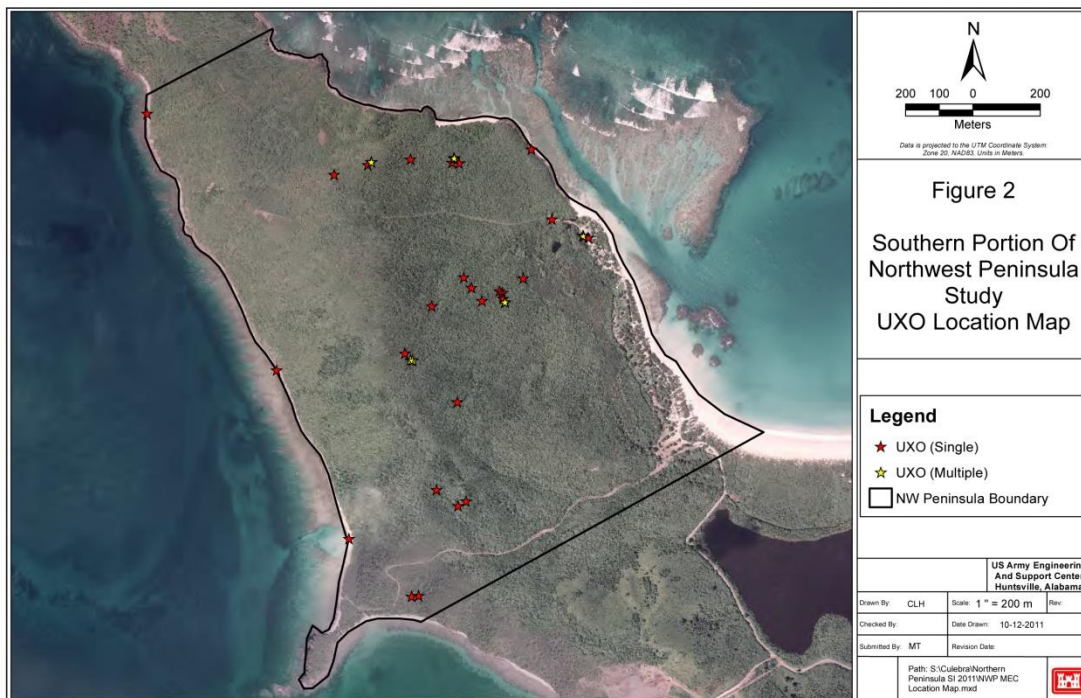 N
200 100 0 200
Meters
Data is projected to the UTM Coordinate System:
Zone 20, NAD83, Units in Meters.
Figure 2
Southern Portion Of
Northwest Peninsula
Study
UXO Location Map
Legend
UXO (Single)
UXO (Multiple)
NW Peninsula Boundary
US Army Engineering
And Support Center
Huntsville, Alabama
Drawn By: CLH Scale: 1 " = 200 m Rev:
Checked By: Date Drawn: 10-12-2011
Submitted By: MT Revision Date:
Path: S:\Culebra\Northern
Peninsula SI 2011\NWP MEC
Location Map.mxd